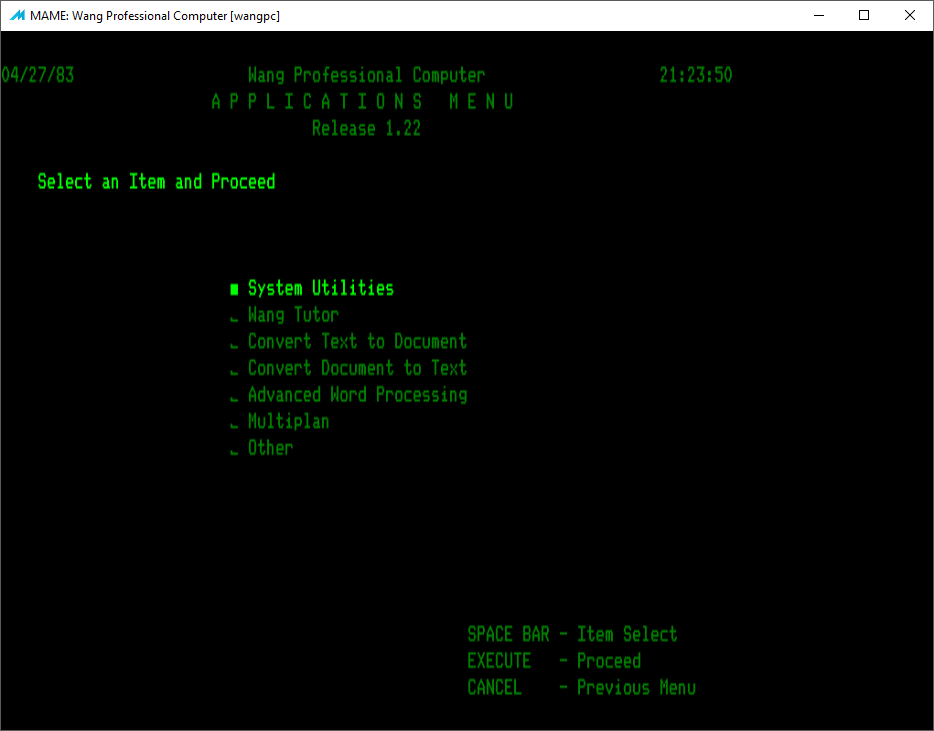 MAME: Wang Professional Computer [wangpc]
04/27/83 Wang Professional Computer 21:23:50
A P P L I C A T I O N S   M E N U
Release 1.22
Select an Item and Proceed
System Utilities
Wang Tutor
Convert Text to Document
Convert Document to Text
Advanced Word Processing
Multiplan
Other
SPACE BAR - Item Select
EXECUTE - Proceed
CANCEL - Previous Menu